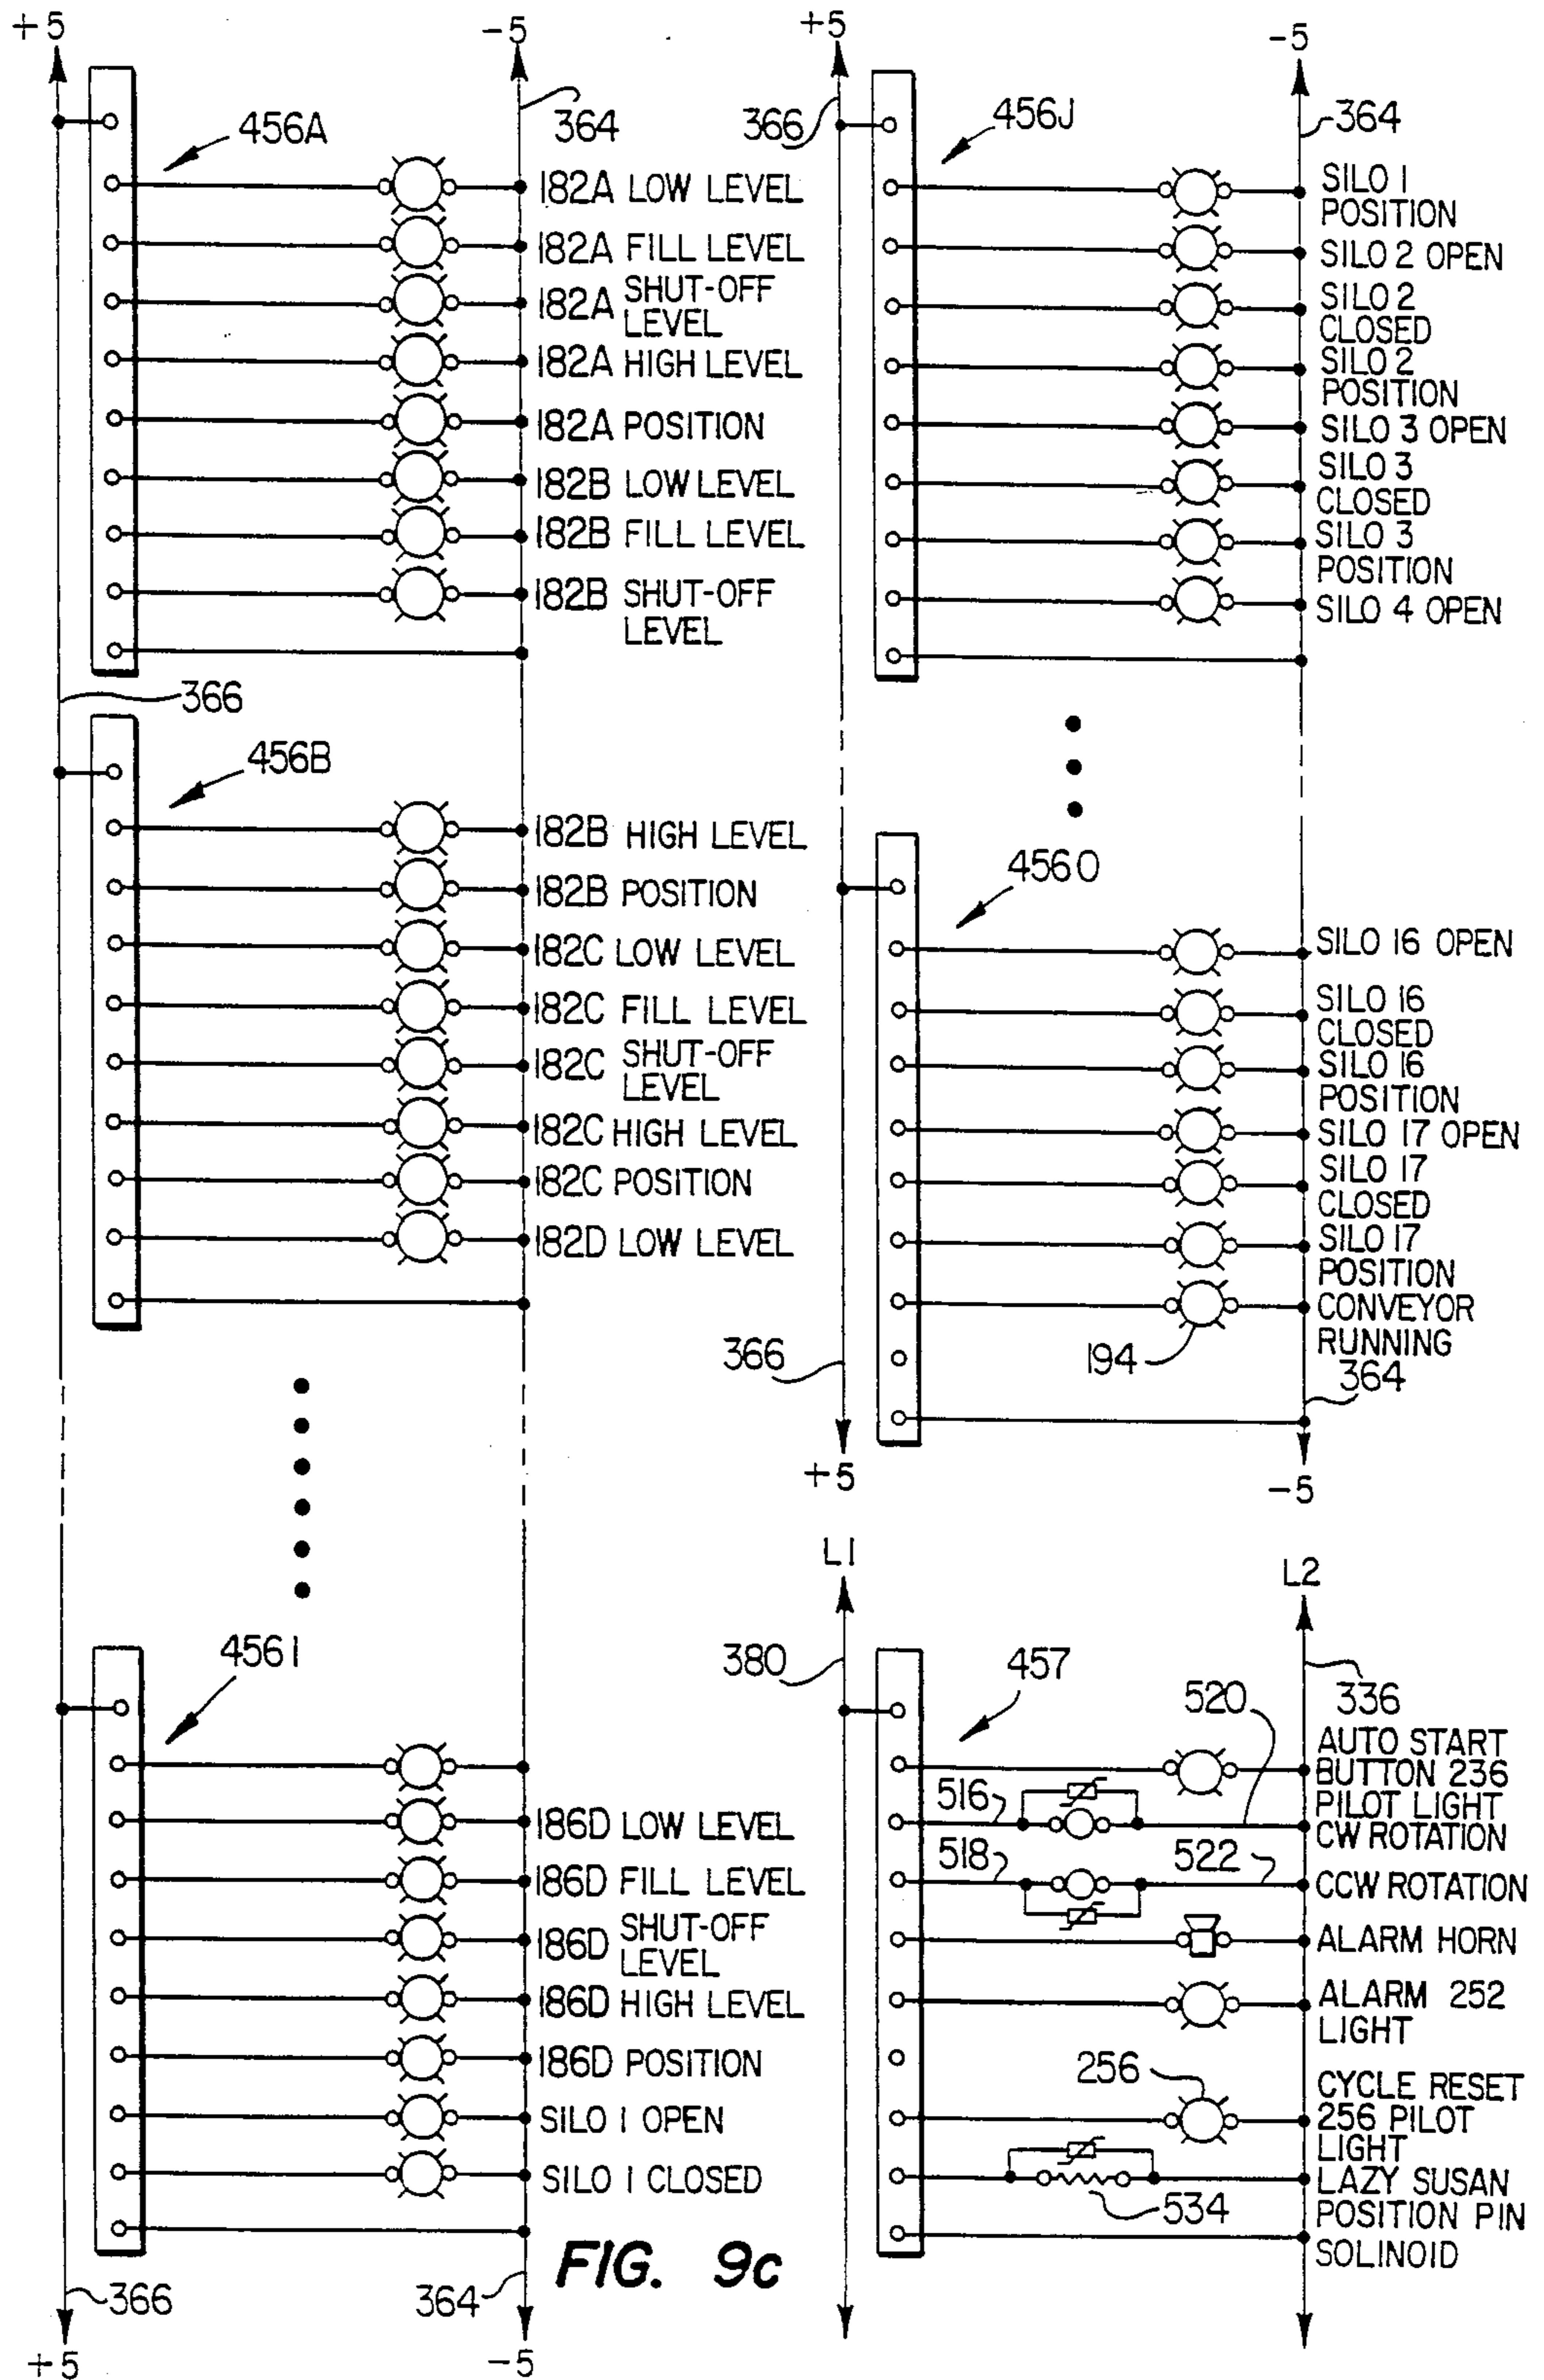 +5
-5
456A
364
182A LOW LEVEL
182A FILL LEVEL
182A SHUT-OFF
LEVEL
182A HIGH LEVEL
182A POSITION
182B LOW LEVEL
182B FILL LEVEL
182B SHUT-OFF
LEVEL
366
456B
182B HIGH LEVEL
182B POSITION
182C LOW LEVEL
182C FILL LEVEL
182C SHUT-OFF
LEVEL
182C HIGH LEVEL
182C POSITION
182D LOW LEVEL
456I
186D LOW LEVEL
186D FILL LEVEL
186D SHUT-OFF
LEVEL
186D HIGH LEVEL
186D POSITION
SILO 1 OPEN
SILO 1 CLOSED
366
364
+5
-5
+5
-5
366
456J
364
SILO 1
POSITION
SILO 2 OPEN
SILO 2
CLOSED
SILO 2
POSITION
SILO 3 OPEN
SILO 3
CLOSED
SILO 3
POSITION
SILO 4 OPEN
456O
SILO 16 OPEN
SILO 16
CLOSED
SILO 16
POSITION
SILO 17 OPEN
SILO 17
CLOSED
SILO 17
POSITION
CONVEYOR
RUNNING
366
194
364
+5
-5
L1
L2
380
457
520
336
AUTO START
BUTTON 236
PILOT LIGHT
516
CW ROTATION
518
522
CCW ROTATION
ALARM HORN
ALARM 252
LIGHT
256
CYCLE RESET
256 PILOT
LIGHT
534
LAZY SUSAN
POSITION PIN
SOLINOID
FIG. 9c